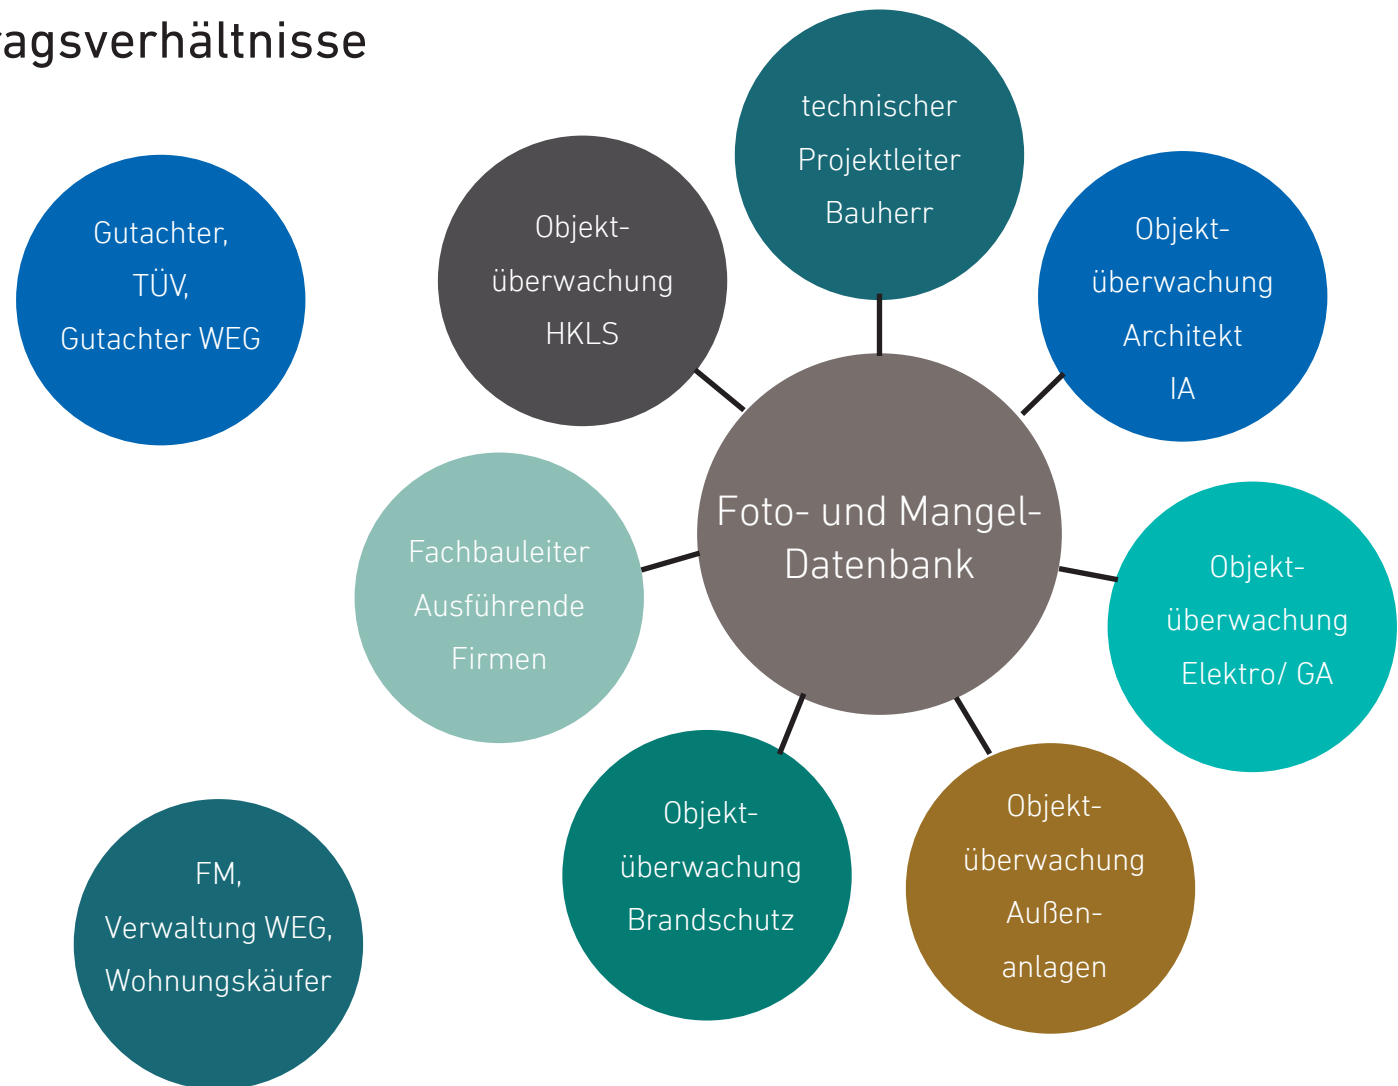 ragsverhältnisse
technischer
Projektleiter
Bauherr
Gutachter,
TÜV,
Gutachter WEG
Objekt-
überwachung
HKLS
Objekt-
überwachung
Architekt
IA
Foto- und Mangel-
Datenbank
Fachbauleiter
Ausführende
Firmen
Objekt-
überwachung
Elektro/ GA
Objekt-
überwachung
Brandschutz
Objekt-
überwachung
Außen-
anlagen
FM,
Verwaltung WEG,
Wohnungskäufer